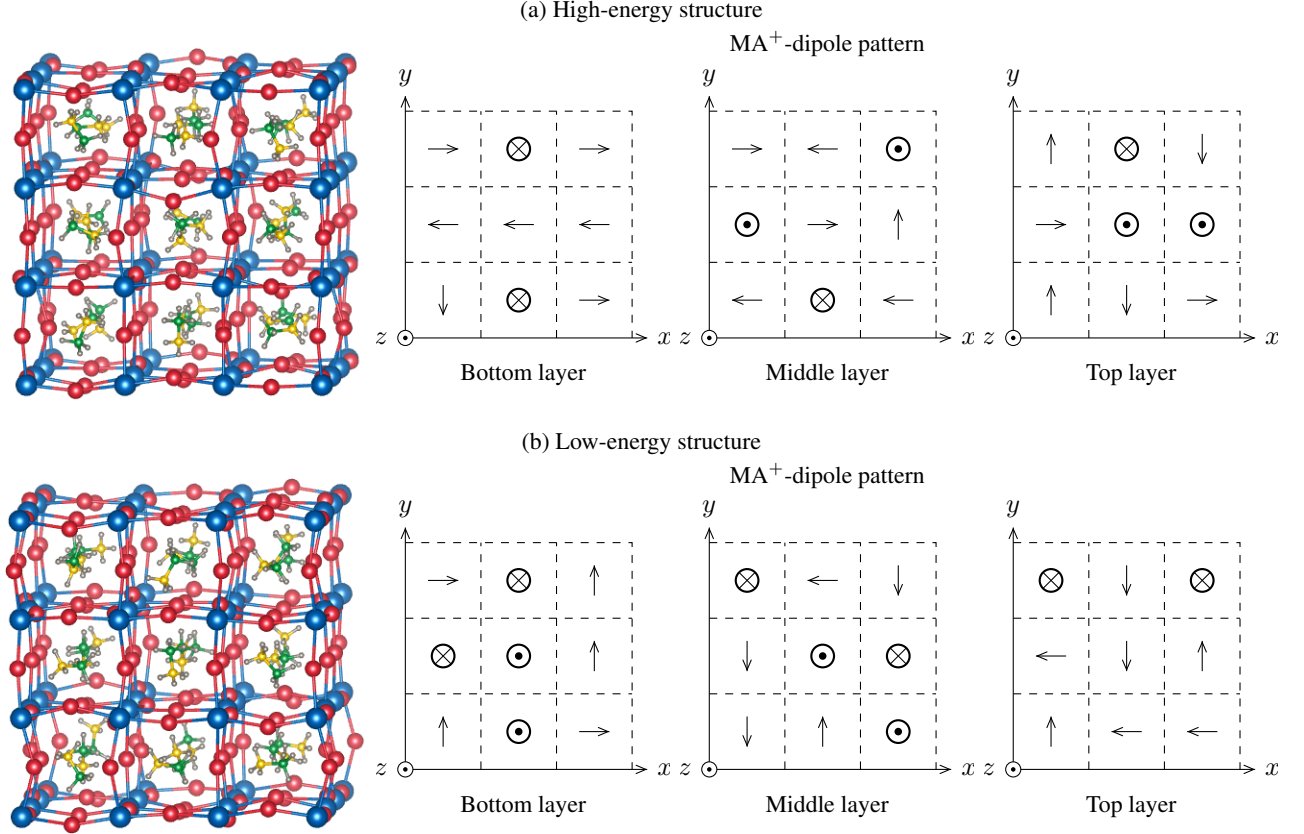 (a) High-energy structure
MA⁺-dipole pattern
y y y
z x z x z x
Bottom layer Middle layer Top layer
(b) Low-energy structure
MA⁺-dipole pattern
y y y
z x z x z x
Bottom layer Middle layer Top layer